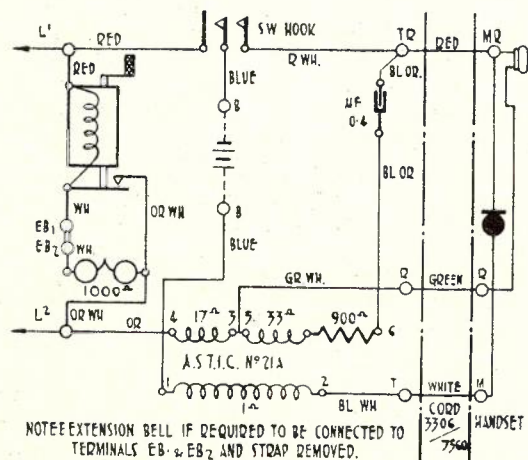 L¹ RED SW HOOK TR RED MR
RED BLUE R WH. BL OR.
B µF 0.4
WH OR WH B BL OR
EB₁
EB₂ WH. BLUE GR WH. R GREEN R
1000Ω
L² OR WH OR 4 17Ω 3 5. 33Ω 900Ω 6
A.S.T.I.C. Nº 21A
1 1Ω 2 BL WH T WHITE M
CORD 3306/7560 HANDSET
NOTE EXTENSION BELL IF REQUIRED TO BE CONNECTED TO
TERMINALS EB₁ & EB₂ AND STRAP REMOVED.